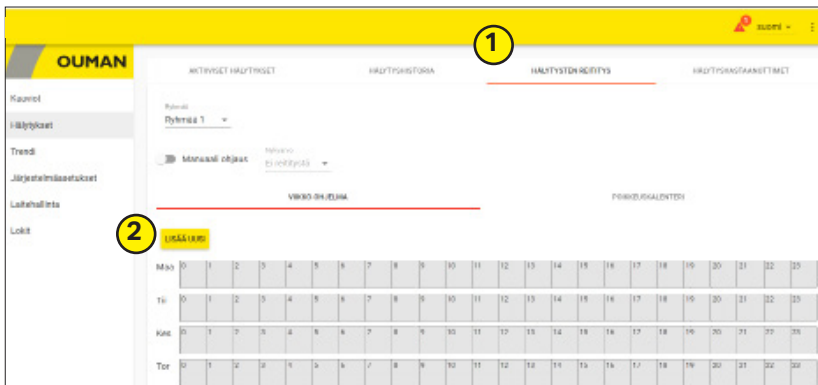 5
suomi
1
OUMAN
AKTIIVISET HÄLYTYKSET
HÄLYTYSHISTORIA
HÄLYTYSTEN REITITYS
HÄLYTYSVASTAANOTTIMET
Kaaviot
Hälytykset
Trendi
Järjestelmäasetukset
Laitehallinta
Lokit
Ryhmä
Ryhmää 1
Manuaali ohjaus
Ei reititystä
VIIKKO-OHJELMA
POIKKEUSKALENTERI
2
LISÄÄ UUSI
Maa 0 1 2 3 4 5 6 7 8 9 10 11 12 13 14 15 16 17 18 19 20 21 22 23
Tii 0 1 2 3 4 5 6 7 8 9 10 11 12 13 14 15 16 17 18 19 20 21 22 23
Kes 0 1 2 3 4 5 6 7 8 9 10 11 12 13 14 15 16 17 18 19 20 21 22 23
Tor 0 1 2 3 4 5 6 7 8 9 10 11 12 13 14 15 16 17 18 19 20 21 22 23